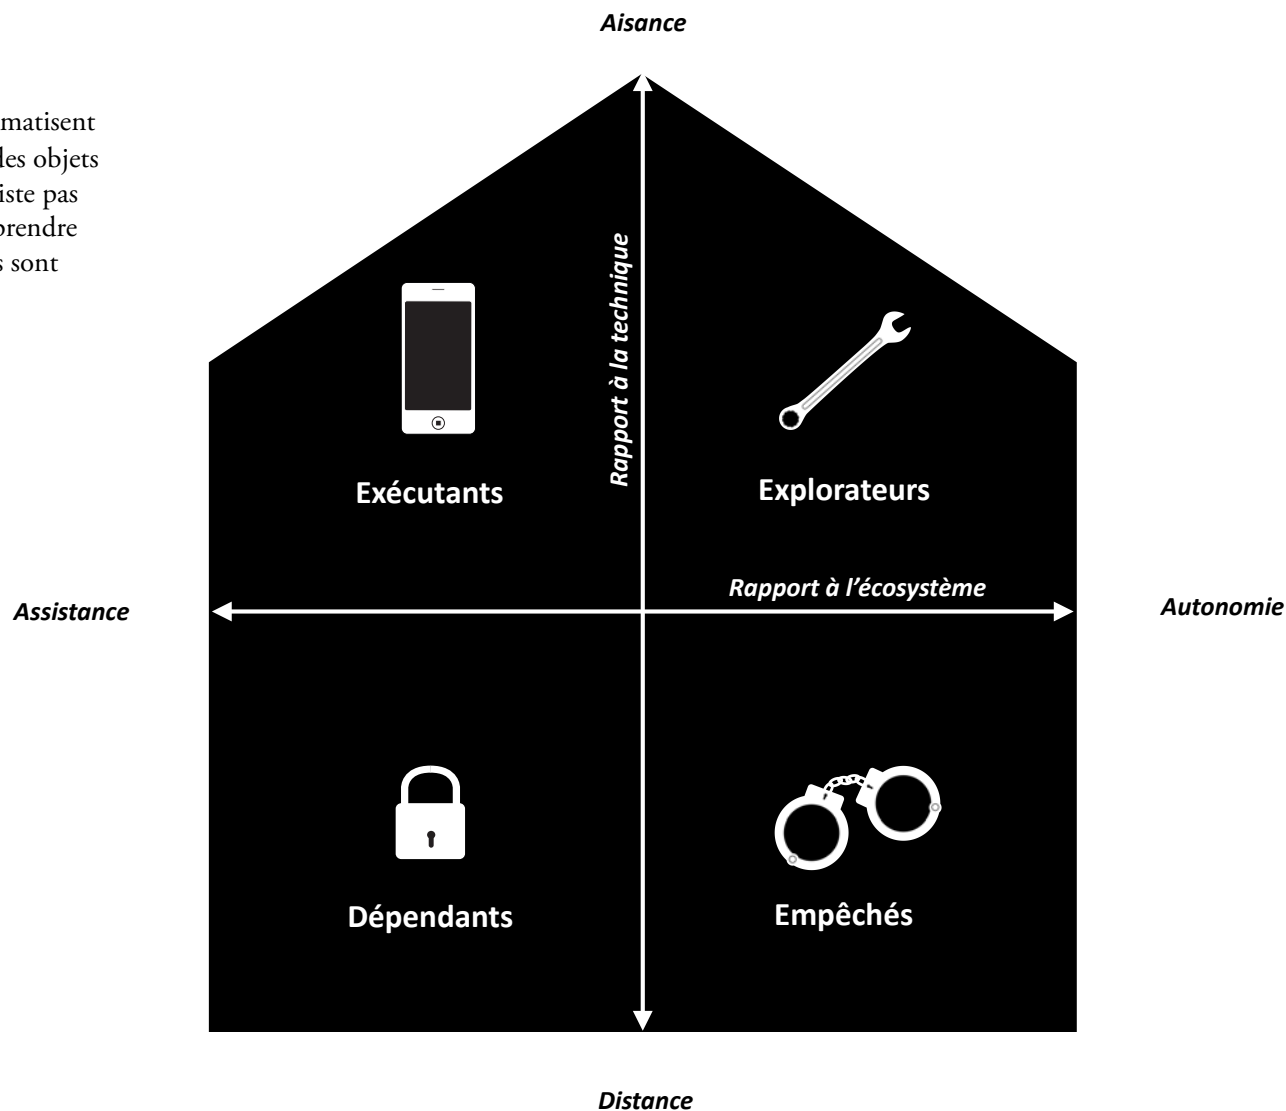 Aisance
matisent
des objets
iste pas
prendre
s sont
Rapport à la technique
Exécutants
Explorateurs
Rapport à l’écosystème
Assistance
Autonomie
Dépendants
Empêchés
Distance